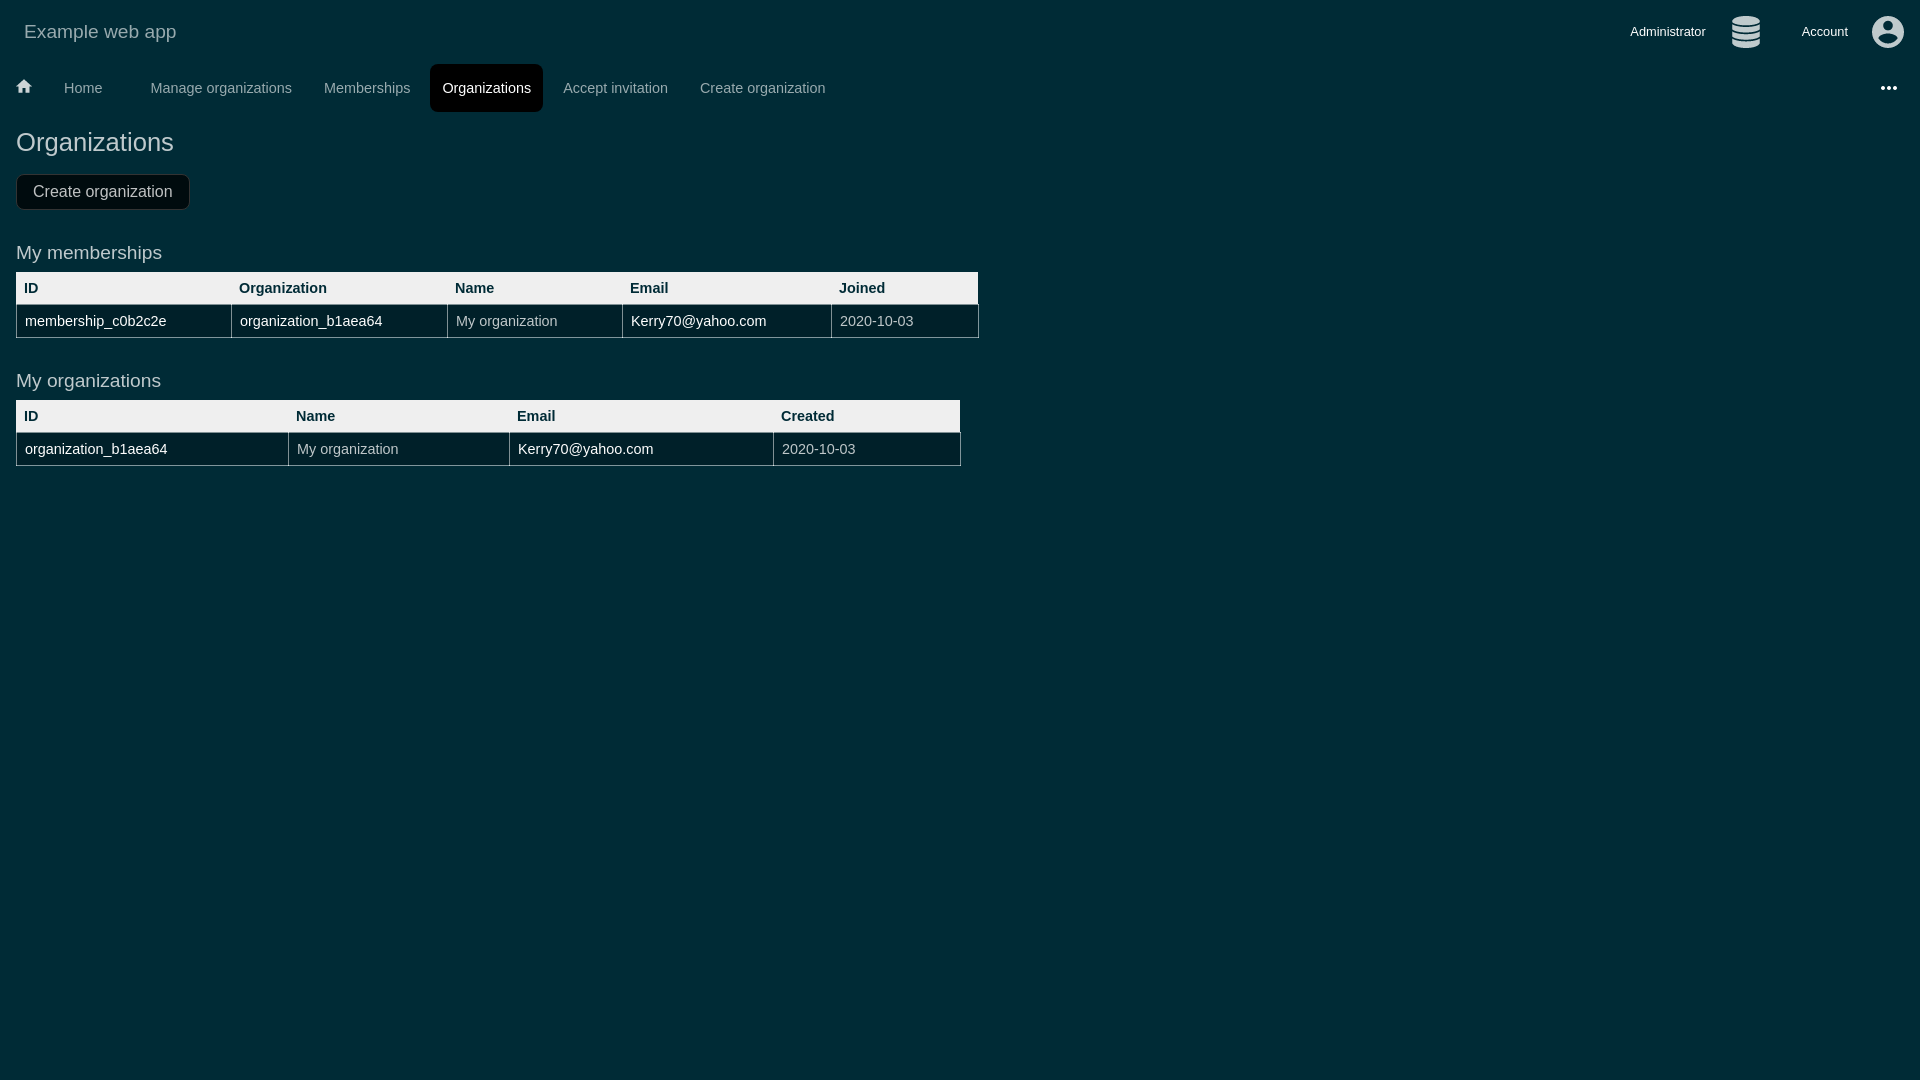 Example web app
Administrator
Account
Home
Manage organizations
Memberships
Organizations
Accept invitation
Create organization
Organizations
Create organization
My memberships
ID Organization Name Email Joined
membership_c0b2c2e organization_b1aea64 My organization Kerry70@yahoo.com 2020-10-03
My organizations
ID Name Email Created
organization_b1aea64 My organization Kerry70@yahoo.com 2020-10-03